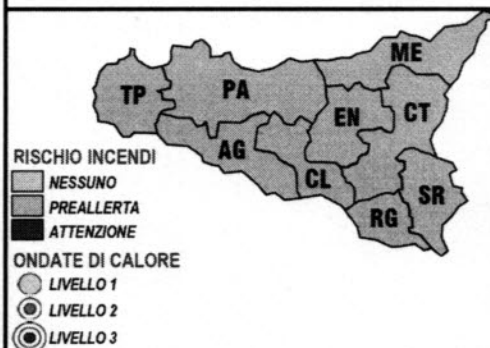 ME
TP
PA
EN
CT
AG
CL
SR
RG
RISCHIO INCENDI
NESSUNO
PREALLERTA
ATTENZIONE
ONDATE DI CALORE
LIVELLO 1
LIVELLO 2
LIVELLO 3